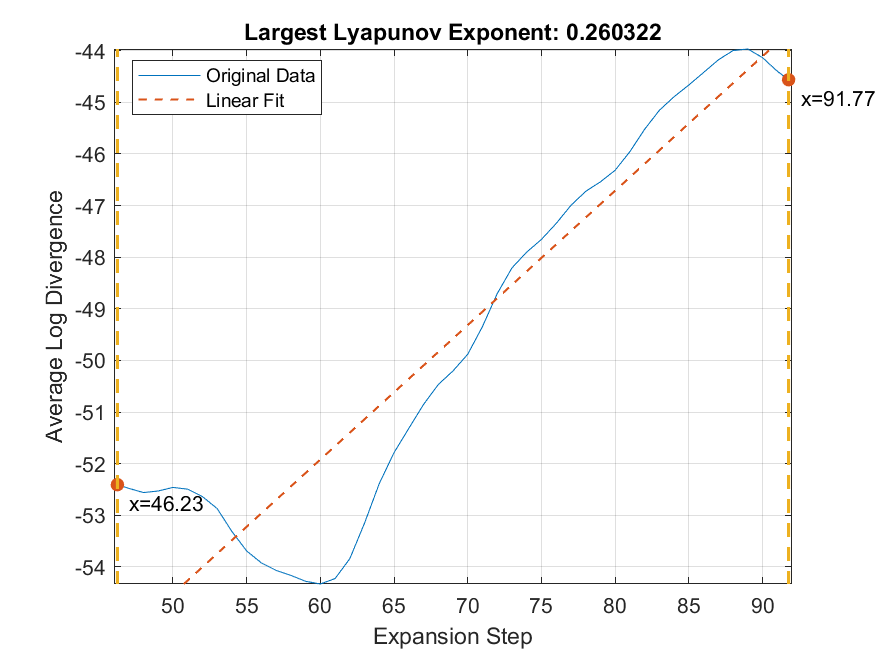 Largest Lyapunov Exponent: 0.260322
-44
Original Data
Linear Fit
-45
x=91.77
-46
-47
-48
-49
-50
-51
-52
x=46.23
-53
-54
Average Log Divergence
50 55 60 65 70 75 80 85 90
Expansion Step